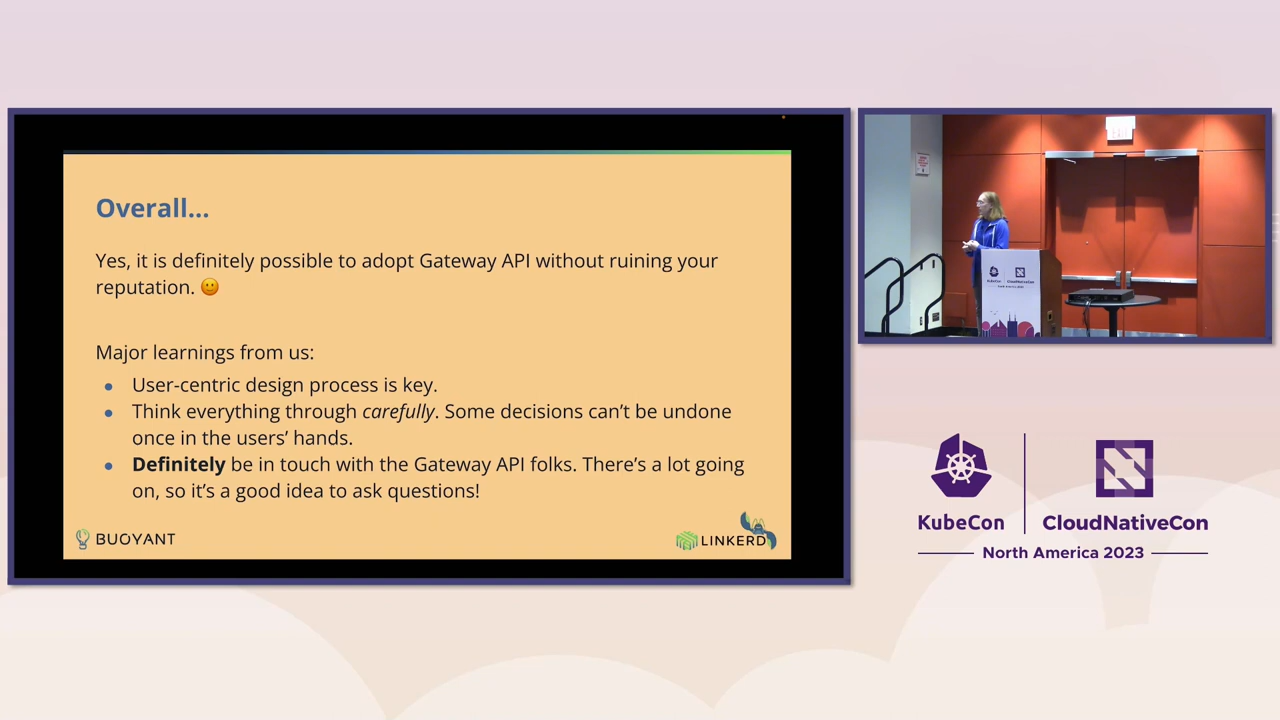 Overall...
Yes, it is definitely possible to adopt Gateway API without ruining your
reputation. 🙂
Major learnings from us:
● User-centric design process is key.
● Think everything through carefully. Some decisions can't be undone
once in the users' hands.
● Definitely be in touch with the Gateway API folks. There's a lot going
on, so it's a good idea to ask questions!
BUOYANT
LINKERD
KubeCon
CloudNativeCon
KubeCon
CloudNativeCon
North America 2023